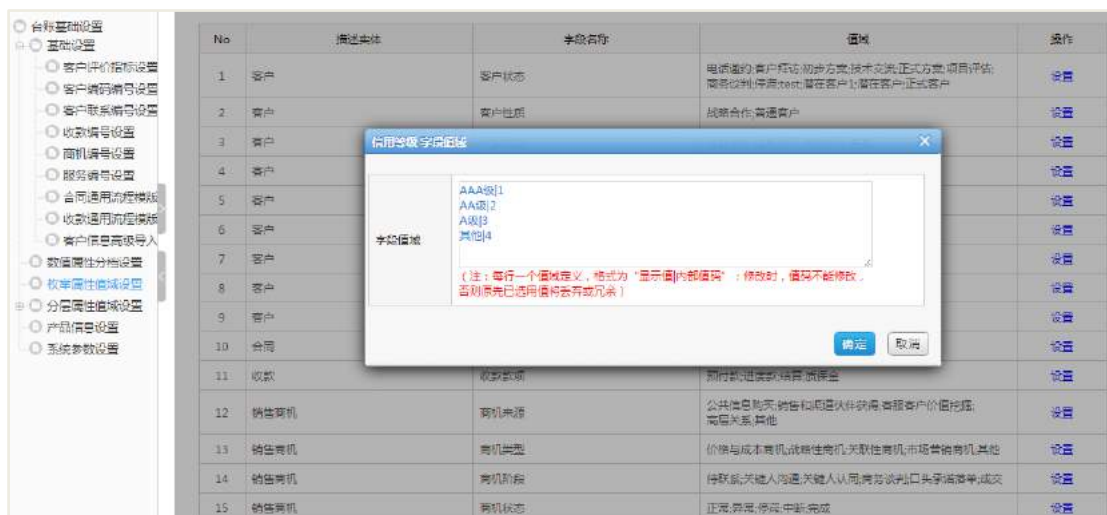 台账基础设置
基础设置
客户评价指标设置
客户编码编号设置
客户联系编号设置
收款编号设置
商机编号设置
服务编号设置
合同通用流程模版
收款通用流程模版
客户信息高级导入
数值属性分档设置
枚举属性值域设置
分层属性值域设置
产品信息设置
系统参数设置
No 描述实体 字段名称 值域 操作
1 客户 客户状态 电话邀约;客户拜访;初步方案;技术交流;正式方案;项目评估;
商务谈判;停滞;test;潜在客户1;潜在客户;正式客户 设置
2 客户 客户性质 战略合作;普通客户 设置
3 客户 设置
4 客户 设置
5 客户 设置
6 客户 设置
7 客户 设置
8 客户 设置
9 客户 设置
10 合同 设置
11 收款 收款款项 预付款;进度款;结算;质保金 设置
12 销售商机 商机来源 公共信息购买;销售和渠道伙伴获得;客服客户价值挖掘;
高层关系;其他 设置
13 销售商机 商机类型 价格与成本商机;战略性商机;关联性商机;市场营销商机;其他 设置
14 销售商机 商机阶段 待联系;关键人沟通;关键人认同;商务谈判;口头承诺落单;成交 设置
15 销售商机 商机状态 正常;异常;停滞;中断;完成 设置
信用等级 字段值域
字段值域
AAA级|1
AA级|2
A级|3
其他|4
(注:每行一个值域定义,格式为“显示值|内部值码”;修改时,值码不能修改,
否则原先已选用值将丢弃或冗余)
确定 取消